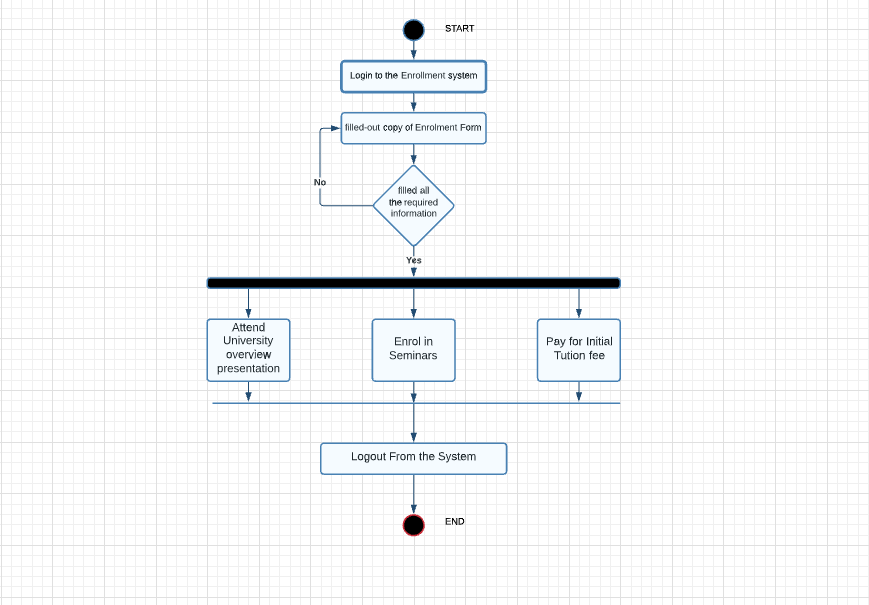 START
Login to the Enrollment system
filled-out copy of Enrolment Form
filled all
the required
information
No
Yes
Attend
University
overview
presentation
Enrol in
Seminars
Pay for Initial
Tution fee
Logout From the System
END